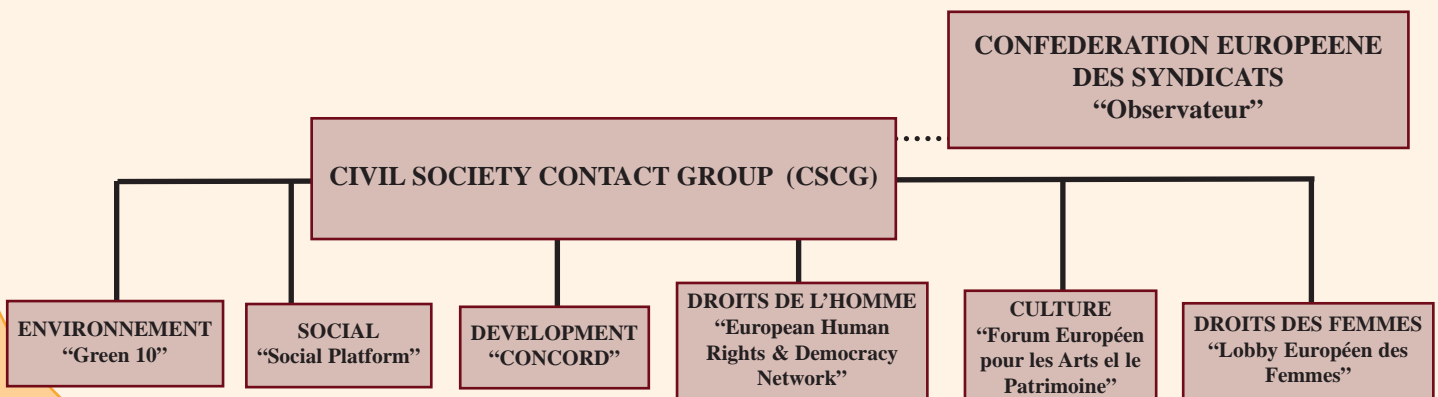 CONFEDERATION EUROPEENE
DES SYNDICATS
“Observateur”
CIVIL SOCIETY CONTACT GROUP (CSCG)
ENVIRONNEMENT
“Green 10”
SOCIAL
“Social Platform”
DEVELOPMENT
“CONCORD”
DROITS DE L’HOMME
“European Human
Rights & Democracy
Network”
CULTURE
“Forum Européen
pour les Arts el le
Patrimoine”
DROITS DES FEMMES
“Lobby Européen des
Femmes”